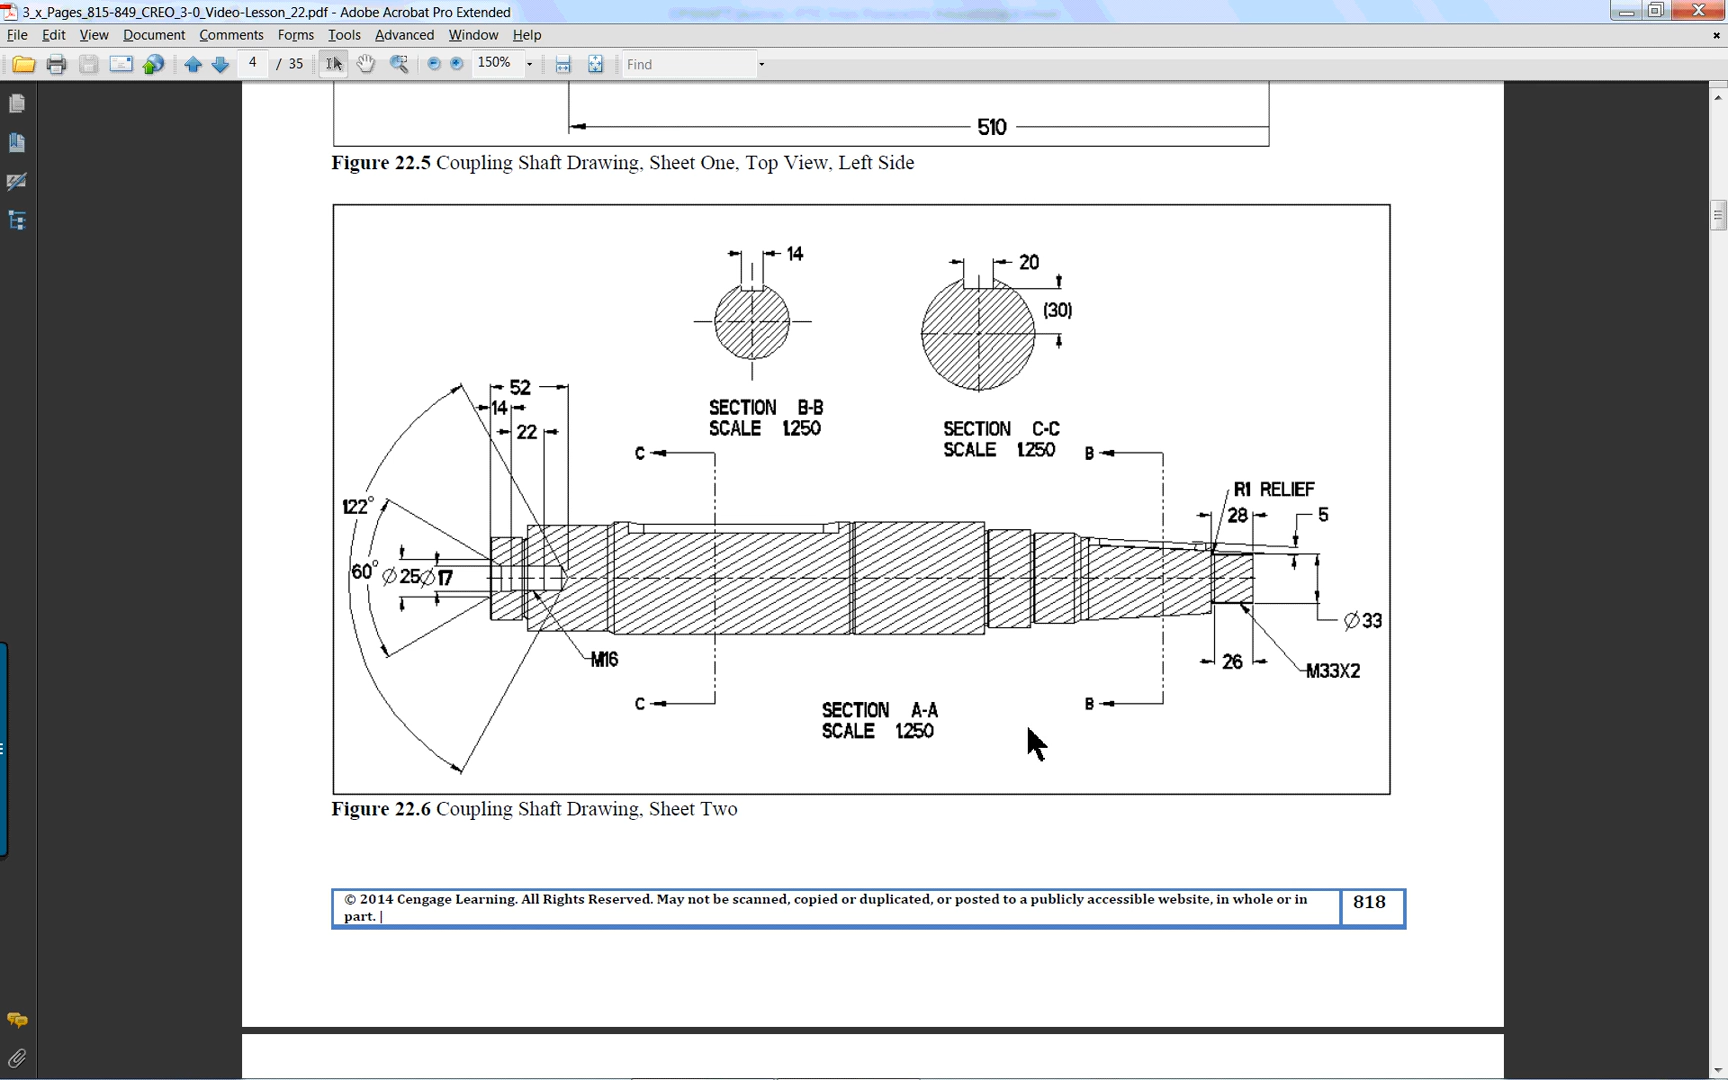 3_x_Pages_815-849_CREO_3-0_Video-Lesson_22.pdf - Adobe Acrobat Pro Extended
File Edit View Document Comments Forms Tools Advanced Window Help
4 / 35 150% Find
510
Figure 22.5 Coupling Shaft Drawing, Sheet One, Top View, Left Side
14
20
(30)
52
14
22
SECTION B-B
SCALE 1.250
SECTION C-C
SCALE 1.250
C
B
R1 RELIEF
28
5
122°
60°
Ø25
Ø17
Ø33
M16
26
M33X2
C
B
SECTION A-A
SCALE 1.250
Figure 22.6 Coupling Shaft Drawing, Sheet Two
© 2014 Cengage Learning. All Rights Reserved. May not be scanned, copied or duplicated, or posted to a publicly accessible website, in whole or in
part. |
818